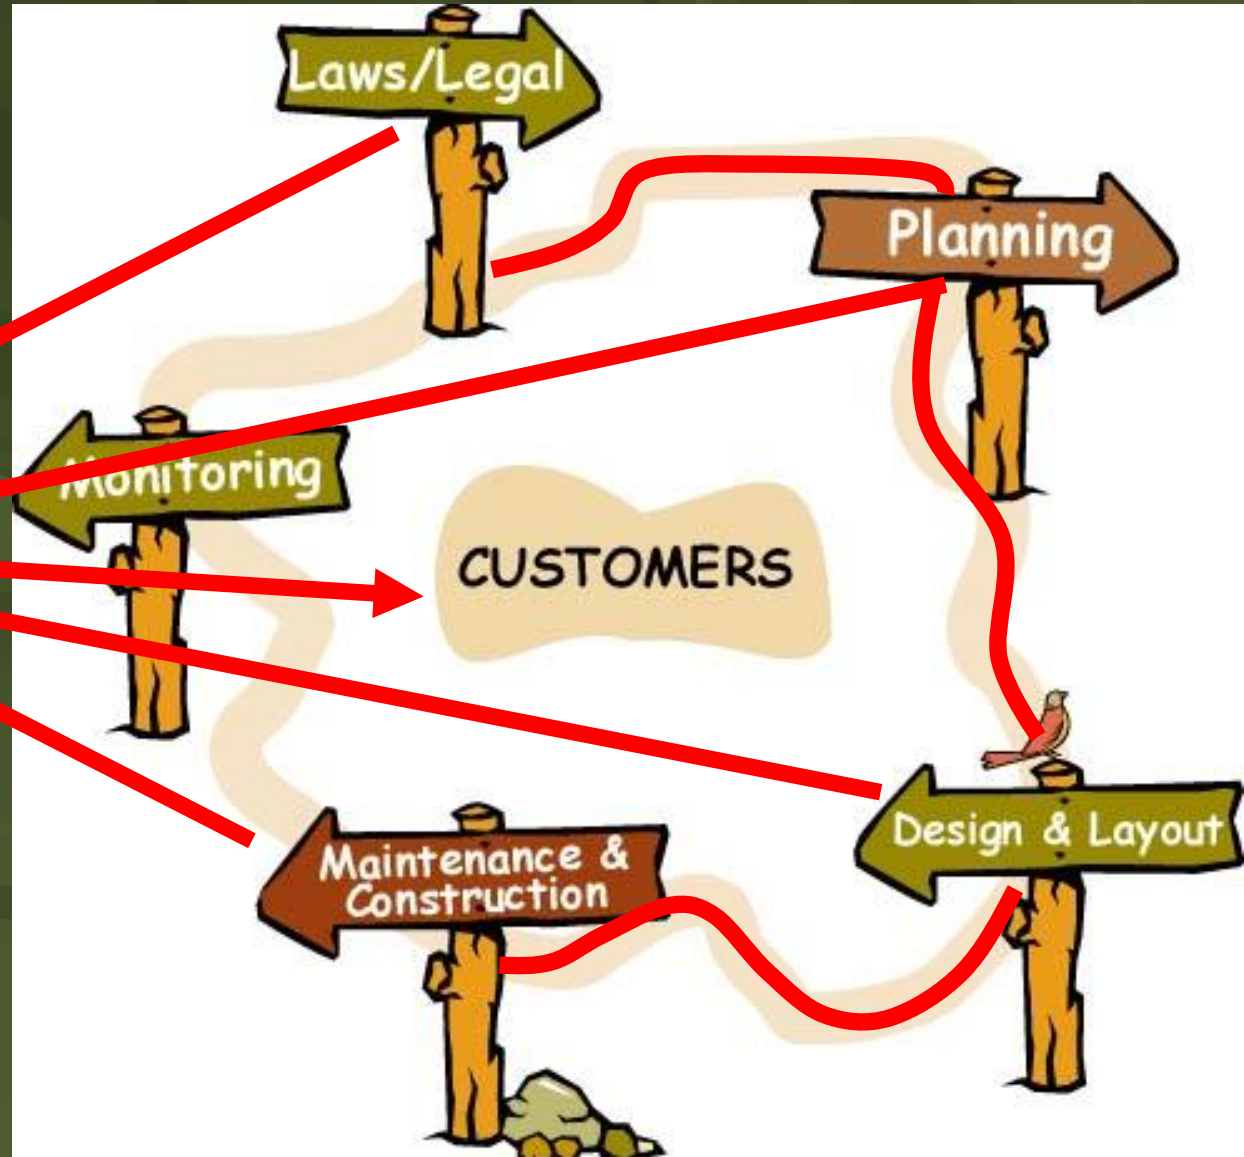 Laws/Legal
Planning
Monitoring
CUSTOMERS
Design & Layout
Maintenance &
Construction